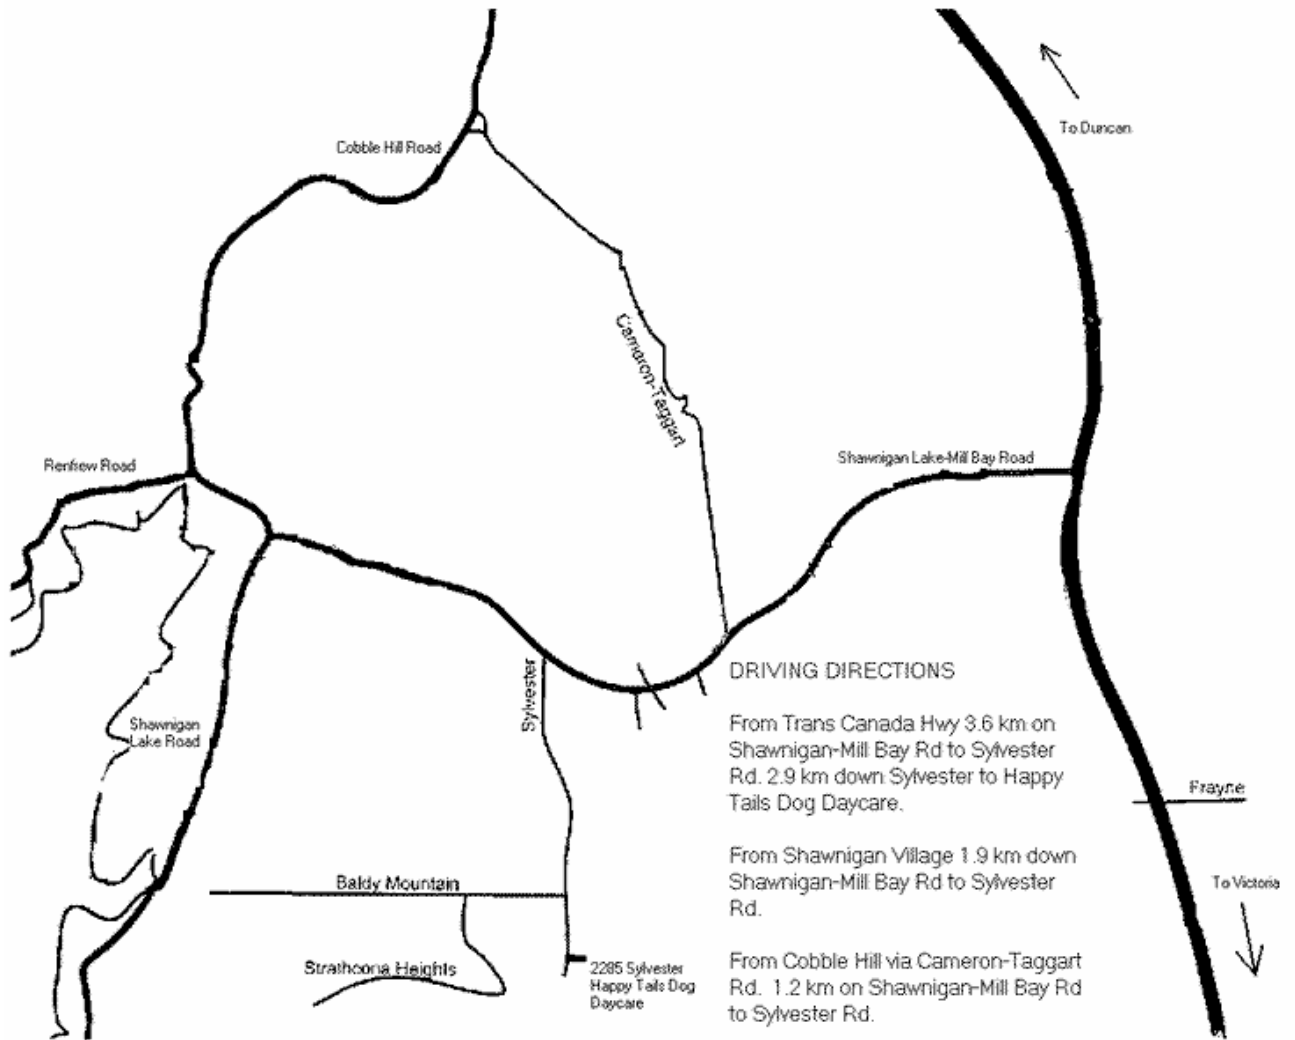 To Duncan
Cobble Hill Road
Cameron-Taggart
Renfrew Road
Shawnigan Lake-Mill Bay Road
Sylvester
Shawnigan
Lake Road
DRIVING DIRECTIONS
From Trans Canada Hwy 3.6 km on
Shawnigan-Mill Bay Rd to Sylvester
Rd. 2.9 km down Sylvester to Happy
Tails Dog Daycare.
From Shawnigan Village 1.9 km down
Shawnigan-Mill Bay Rd to Sylvester
Rd.
From Cobble Hill via Cameron-Taggart
Rd. 1.2 km on Shawnigan-Mill Bay Rd
to Sylvester Rd.
Frayne
To Victoria
Baldy Mountain
Strathcona Heights
2285 Sylvester
Happy Tails Dog
Daycare